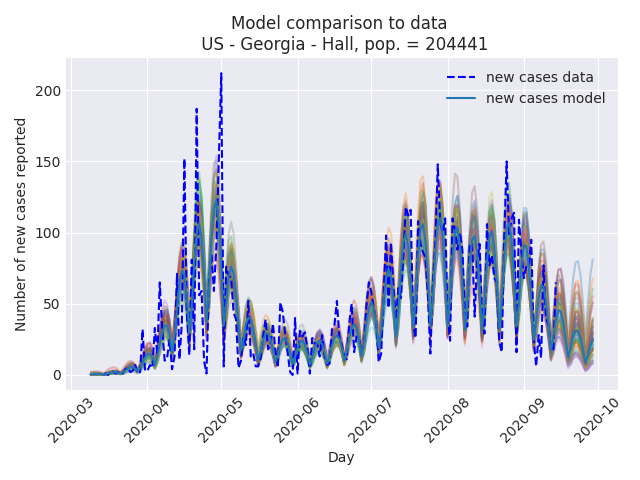 Model comparison to data
US - Georgia - Hall, pop. = 204441
new cases data
new cases model
Number of new cases reported
200
150
100
50
0
2020-03
2020-04
2020-05
2020-06
2020-07
2020-08
2020-09
2020-10
Day